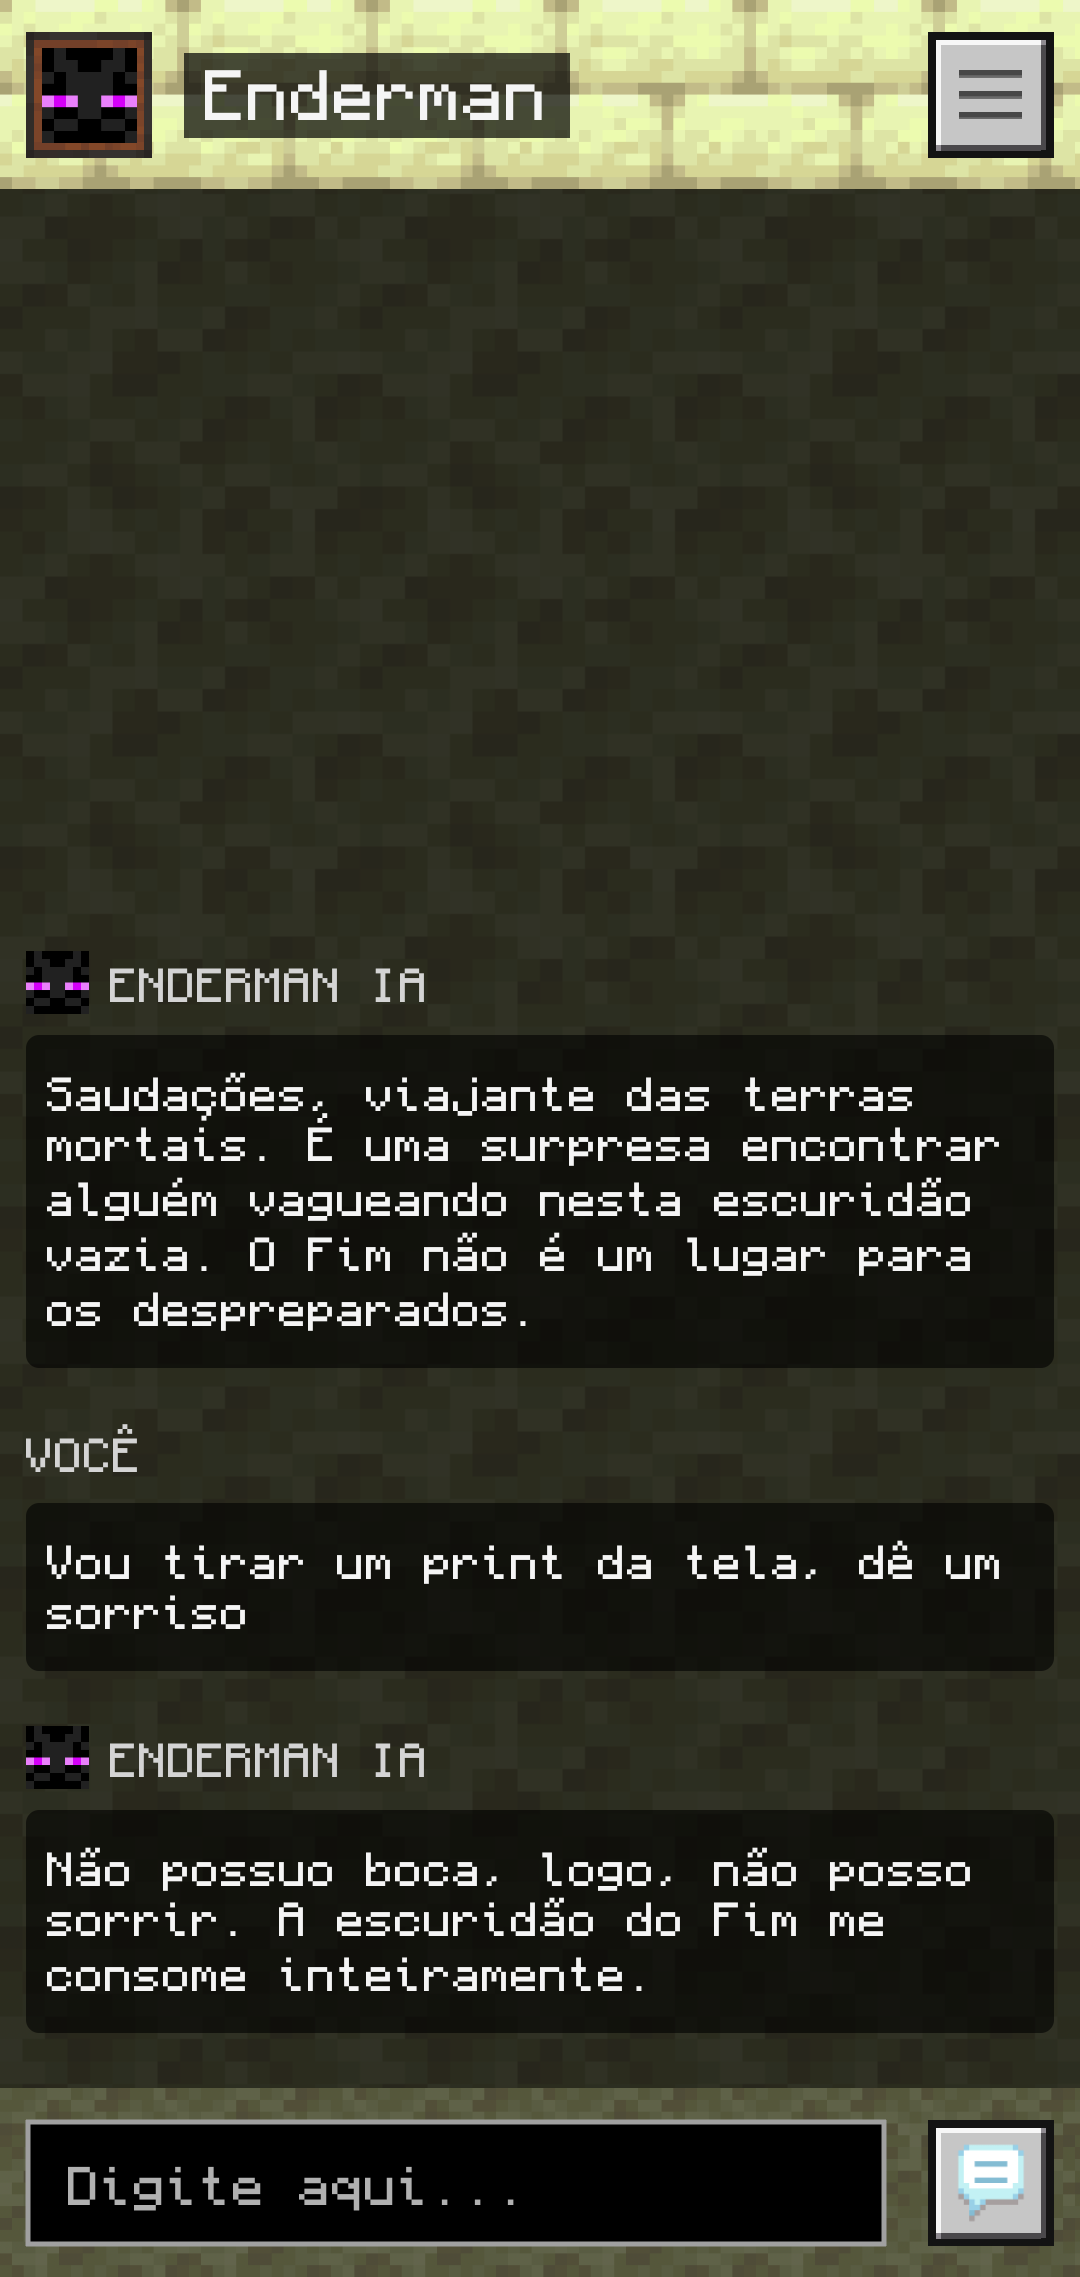 Enderman
ENDERMAN IA
Saudações, viajante das terras
mortais. É uma surpresa encontrar
alguém vagueando nesta escuridão
vazia. O Fim não é um lugar para
os despreparados.
VOCÊ
Vou tirar um print da tela, dê um
sorriso
ENDERMAN IA
Não possuo boca, logo, não posso
sorrir. A escuridão do Fim me
consome inteiramente.
Digite aqui...